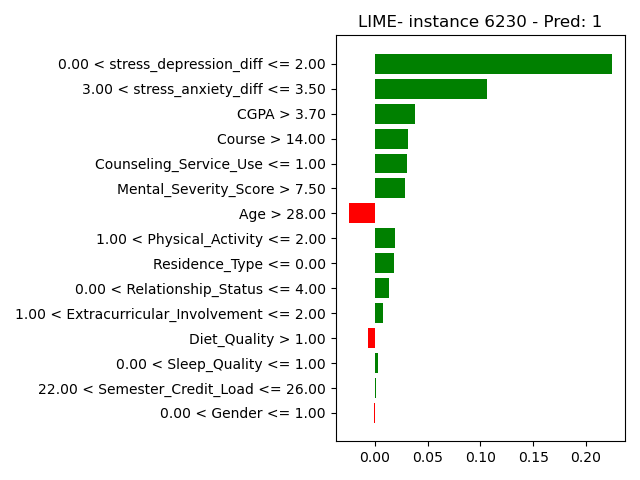 LIME- instance 6230 - Pred: 1
0.00 < stress_depression_diff <= 2.00
3.00 < stress_anxiety_diff <= 3.50
CGPA > 3.70
Course > 14.00
Counseling_Service_Use <= 1.00
Mental_Severity_Score > 7.50
Age > 28.00
1.00 < Physical_Activity <= 2.00
Residence_Type <= 0.00
0.00 < Relationship_Status <= 4.00
1.00 < Extracurricular_Involvement <= 2.00
Diet_Quality > 1.00
0.00 < Sleep_Quality <= 1.00
22.00 < Semester_Credit_Load <= 26.00
0.00 < Gender <= 1.00
0.00 0.05 0.10 0.15 0.20